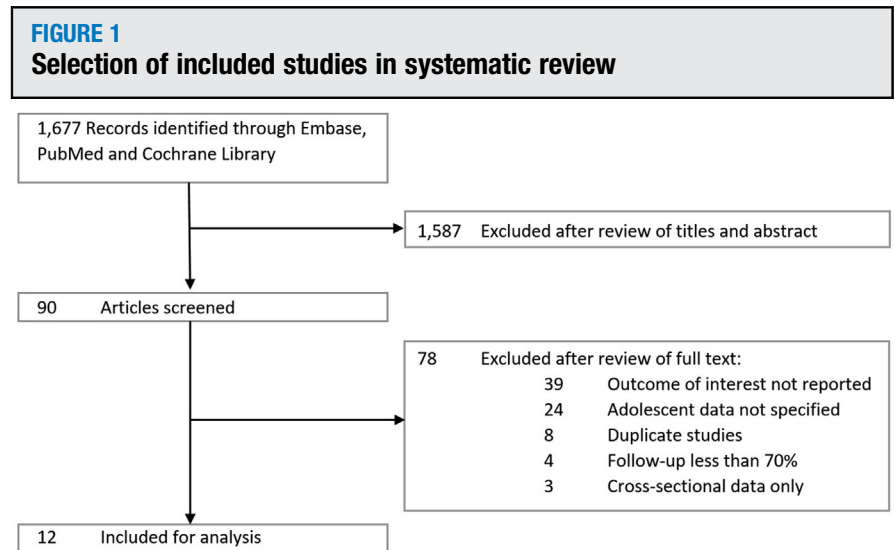 FIGURE 1
Selection of included studies in systematic review
1,677 Records identified through Embase,
PubMed and Cochrane Library
1,587 Excluded after review of titles and abstract
90 Articles screened
78 Excluded after review of full text:
39 Outcome of interest not reported
24 Adolescent data not specified
8 Duplicate studies
4 Follow-up less than 70%
3 Cross-sectional data only
12 Included for analysis